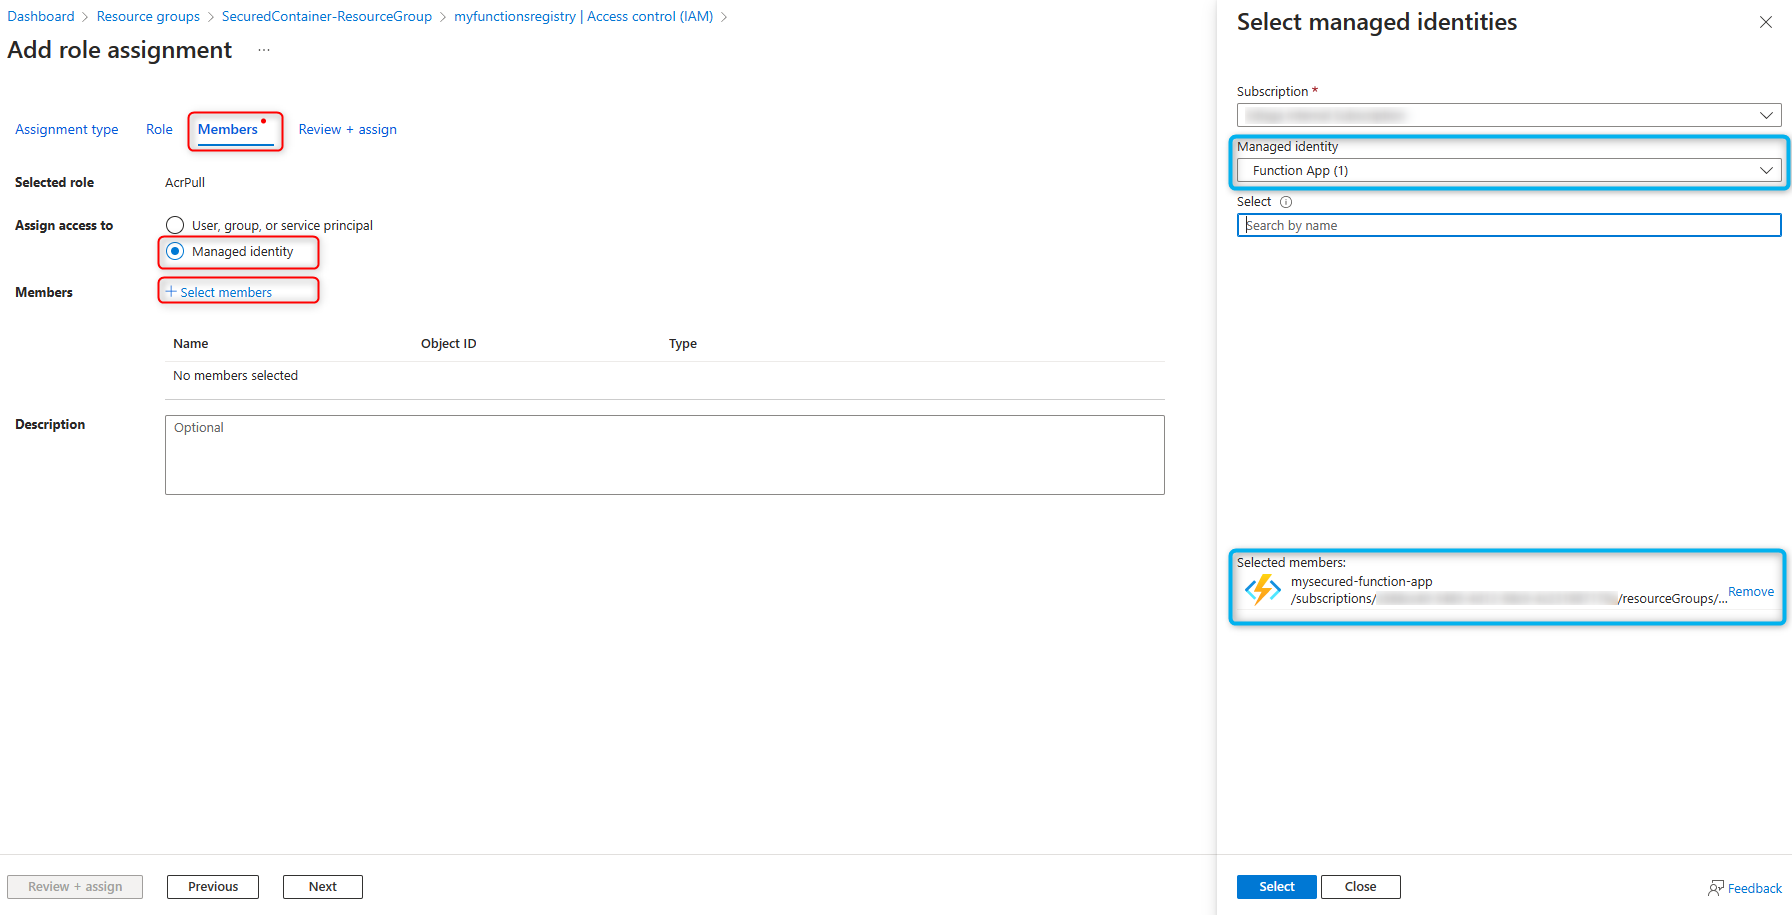 Dashboard > Resource groups > SecuredContainer-ResourceGroup > myfunctionsregistry | Access control (IAM) >
Add role assignment ...
Assignment type Role Members Review + assign
Selected role AcrPull
Assign access to User, group, or service principal
Managed identity
Members + Select members
Name Object ID Type
No members selected
Description Optional
Review + assign Previous Next
Select managed identities
Subscription *
Managed identity
Function App (1)
Select
Search by name
Selected members:
mysecured-function-app
/subscriptions/ /resourceGroups/...
Remove
Select Close Feedback